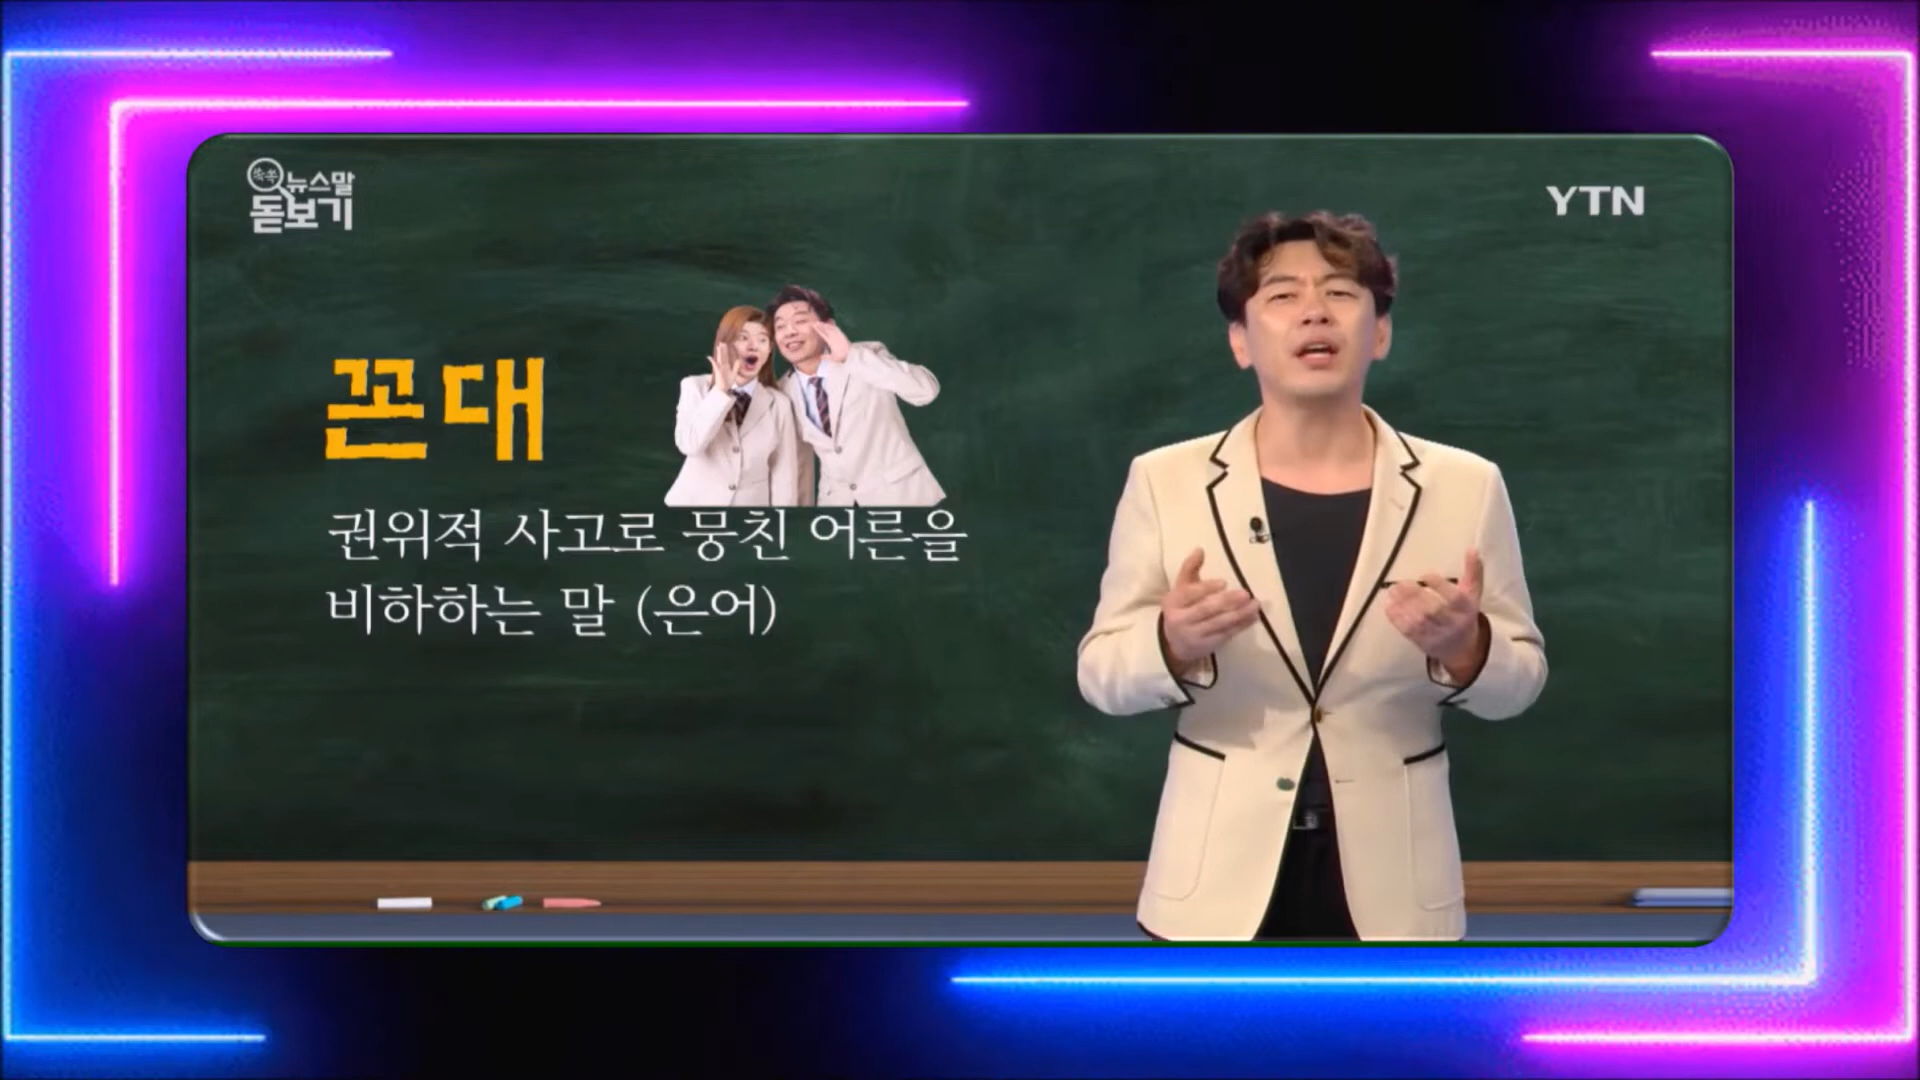 쏙쏙
뉴스말
돋보기
YTN
꼰대
권위적 사고로 뭉친 어른을
비하하는 말 (은어)